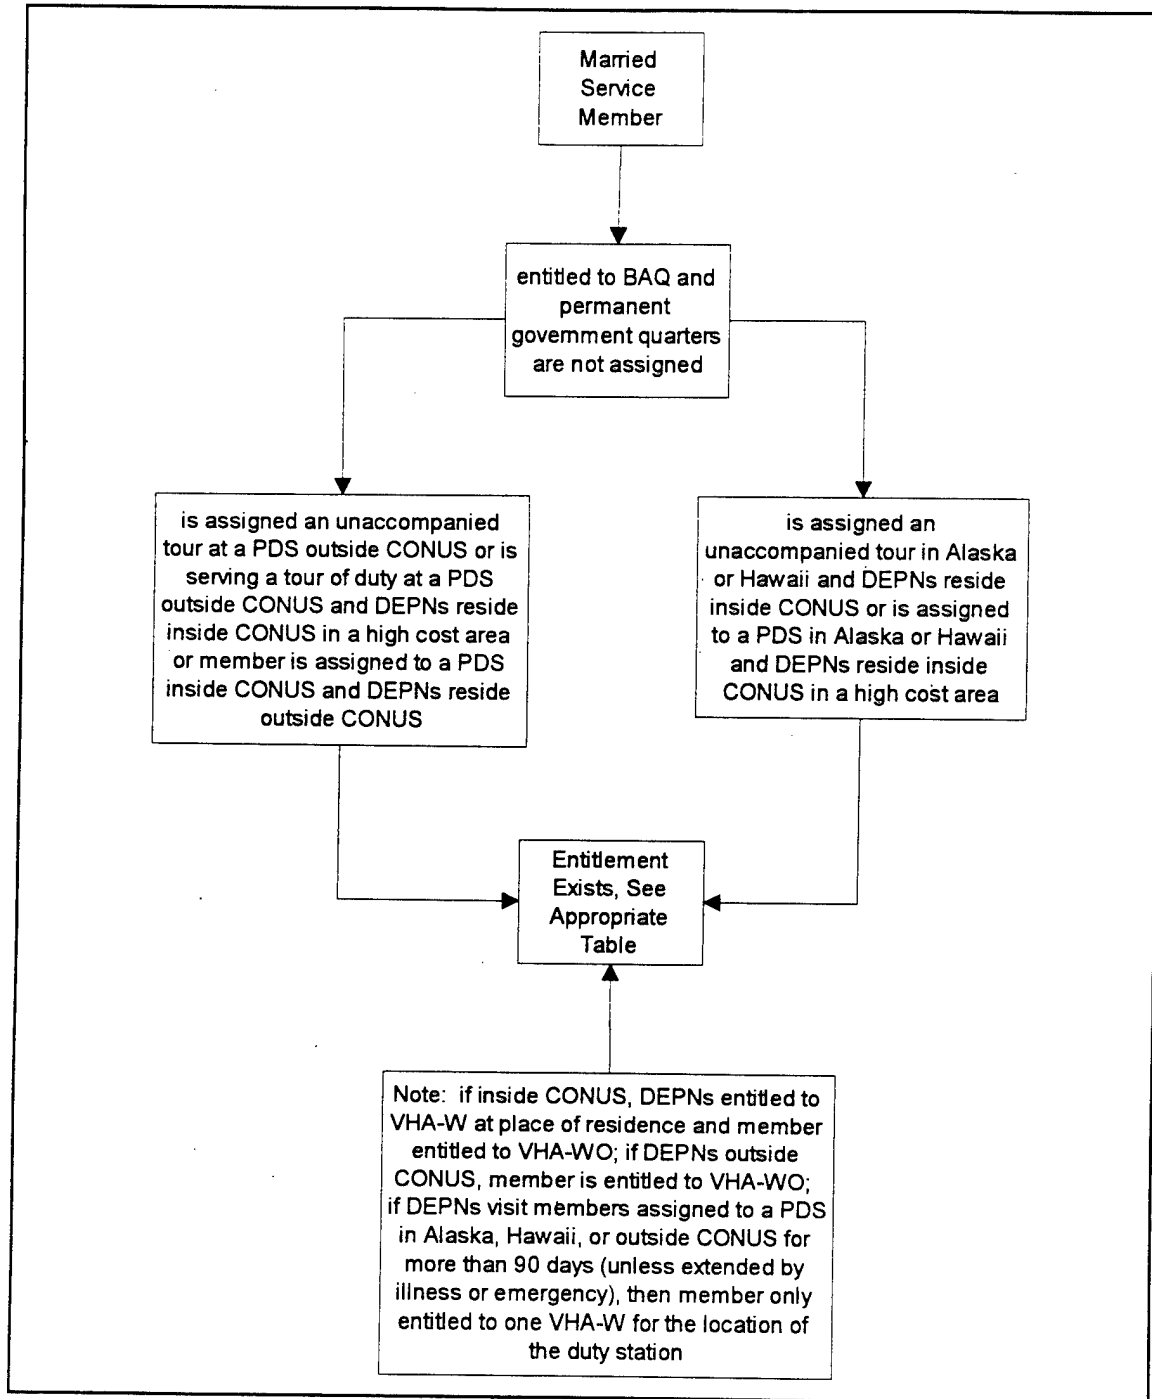 Married
Service
Member
entitled to BAQ and
permanent
government quarters
are not assigned
is assigned an unaccompanied
tour at a PDS outside CONUS or is
serving a tour of duty at a PDS
outside CONUS and DEPNs reside
inside CONUS in a high cost area
or member is assigned to a PDS
inside CONUS and DEPNs reside
outside CONUS
is assigned an
unaccompanied tour in Alaska
or Hawaii and DEPNs reside
inside CONUS or is assigned
to a PDS in Alaska or Hawaii
and DEPNs reside inside
CONUS in a high cost area
Entitlement
Exists, See
Appropriate
Table
Note: if inside CONUS, DEPNs entitled to
VHA-W at place of residence and member
entitled to VHA-WO; if DEPNs outside
CONUS, member is entitled to VHA-WO;
if DEPNs visit members assigned to a PDS
in Alaska, Hawaii, or outside CONUS for
more than 90 days (unless extended by
illness or emergency), then member only
entitled to one VHA-W for the location of
the duty station